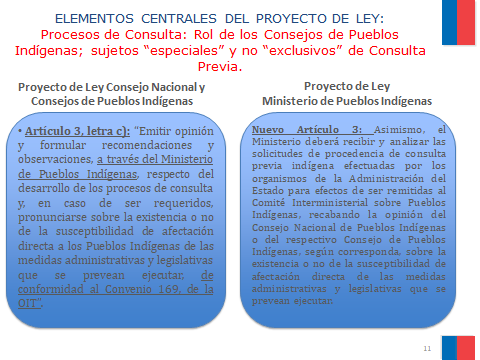 ELEMENTOS CENTRALES DEL PROYECTO DE LEY:
Procesos de Consulta: Rol de los Consejos de Pueblos
Indígenas; sujetos “especiales” y no “exclusivos” de Consulta
Previa.
Proyecto de Ley Consejo Nacional y
Consejos de Pueblos Indígenas
• Artículo 3, letra c): “Emitir opinión
y formular recomendaciones y
observaciones, a través del Ministerio
de Pueblos Indígenas, respecto del
desarrollo de los procesos de consulta
y, en caso de ser requeridos,
pronunciarse sobre la existencia o no
de la susceptibilidad de afectación
directa a los Pueblos Indígenas de las
medidas administrativas y legislativas
que se prevean ejecutar, de
conformidad al Convenio 169, de la
OIT”.
Proyecto de Ley
Ministerio de Pueblos Indígenas
Nuevo Artículo 3: Asimismo, el
Ministerio deberá recibir y analizar las
solicitudes de procedencia de consulta
previa indígena efectuadas por los
organismos de la Administración del
Estado para efectos de ser remitidas al
Comité Interministerial sobre Pueblos
Indígenas, recabando la opinión del
Consejo Nacional de Pueblos Indígenas
o del respectivo Consejo de Pueblos
Indígenas, según corresponda, sobre la
existencia o no de la susceptibilidad de
afectación directa de las medidas
administrativas y legislativas que se
prevean ejecutar.
11